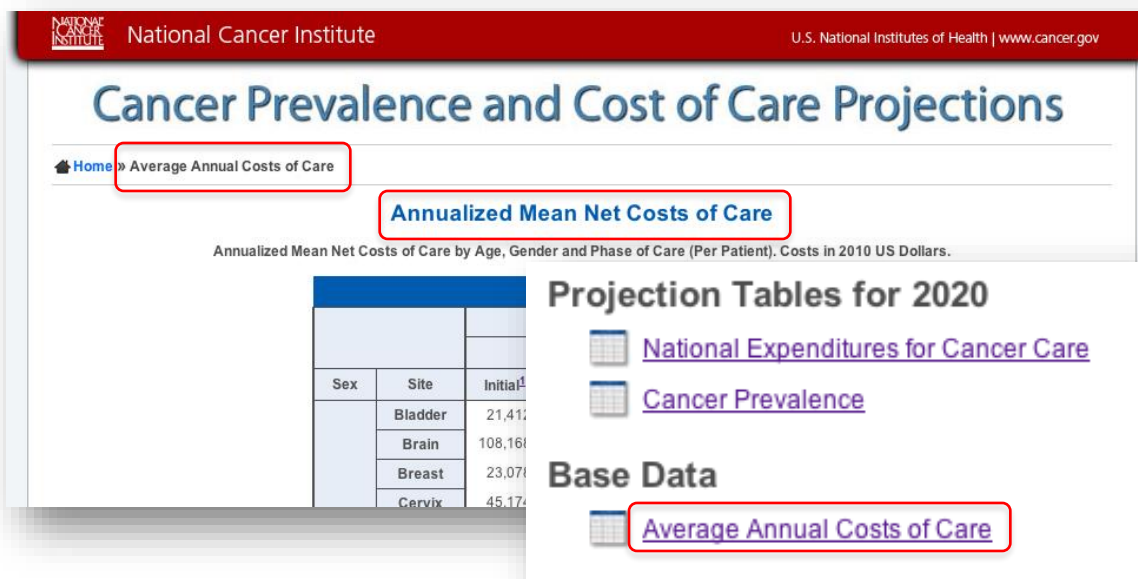 NATIONAL CANCER INSTITUTE
National Cancer Institute
U.S. National Institutes of Health | www.cancer.gov
Cancer Prevalence and Cost of Care Projections
Home » Average Annual Costs of Care
Annualized Mean Net Costs of Care
Annualized Mean Net Costs of Care by Age, Gender and Phase of Care (Per Patient). Costs in 2010 US Dollars.
Sex Site Initial1
Bladder 21,412
Brain 108,168
Breast 23,078
Cervix 45,174
Projection Tables for 2020
National Expenditures for Cancer Care
Cancer Prevalence
Base Data
Average Annual Costs of Care